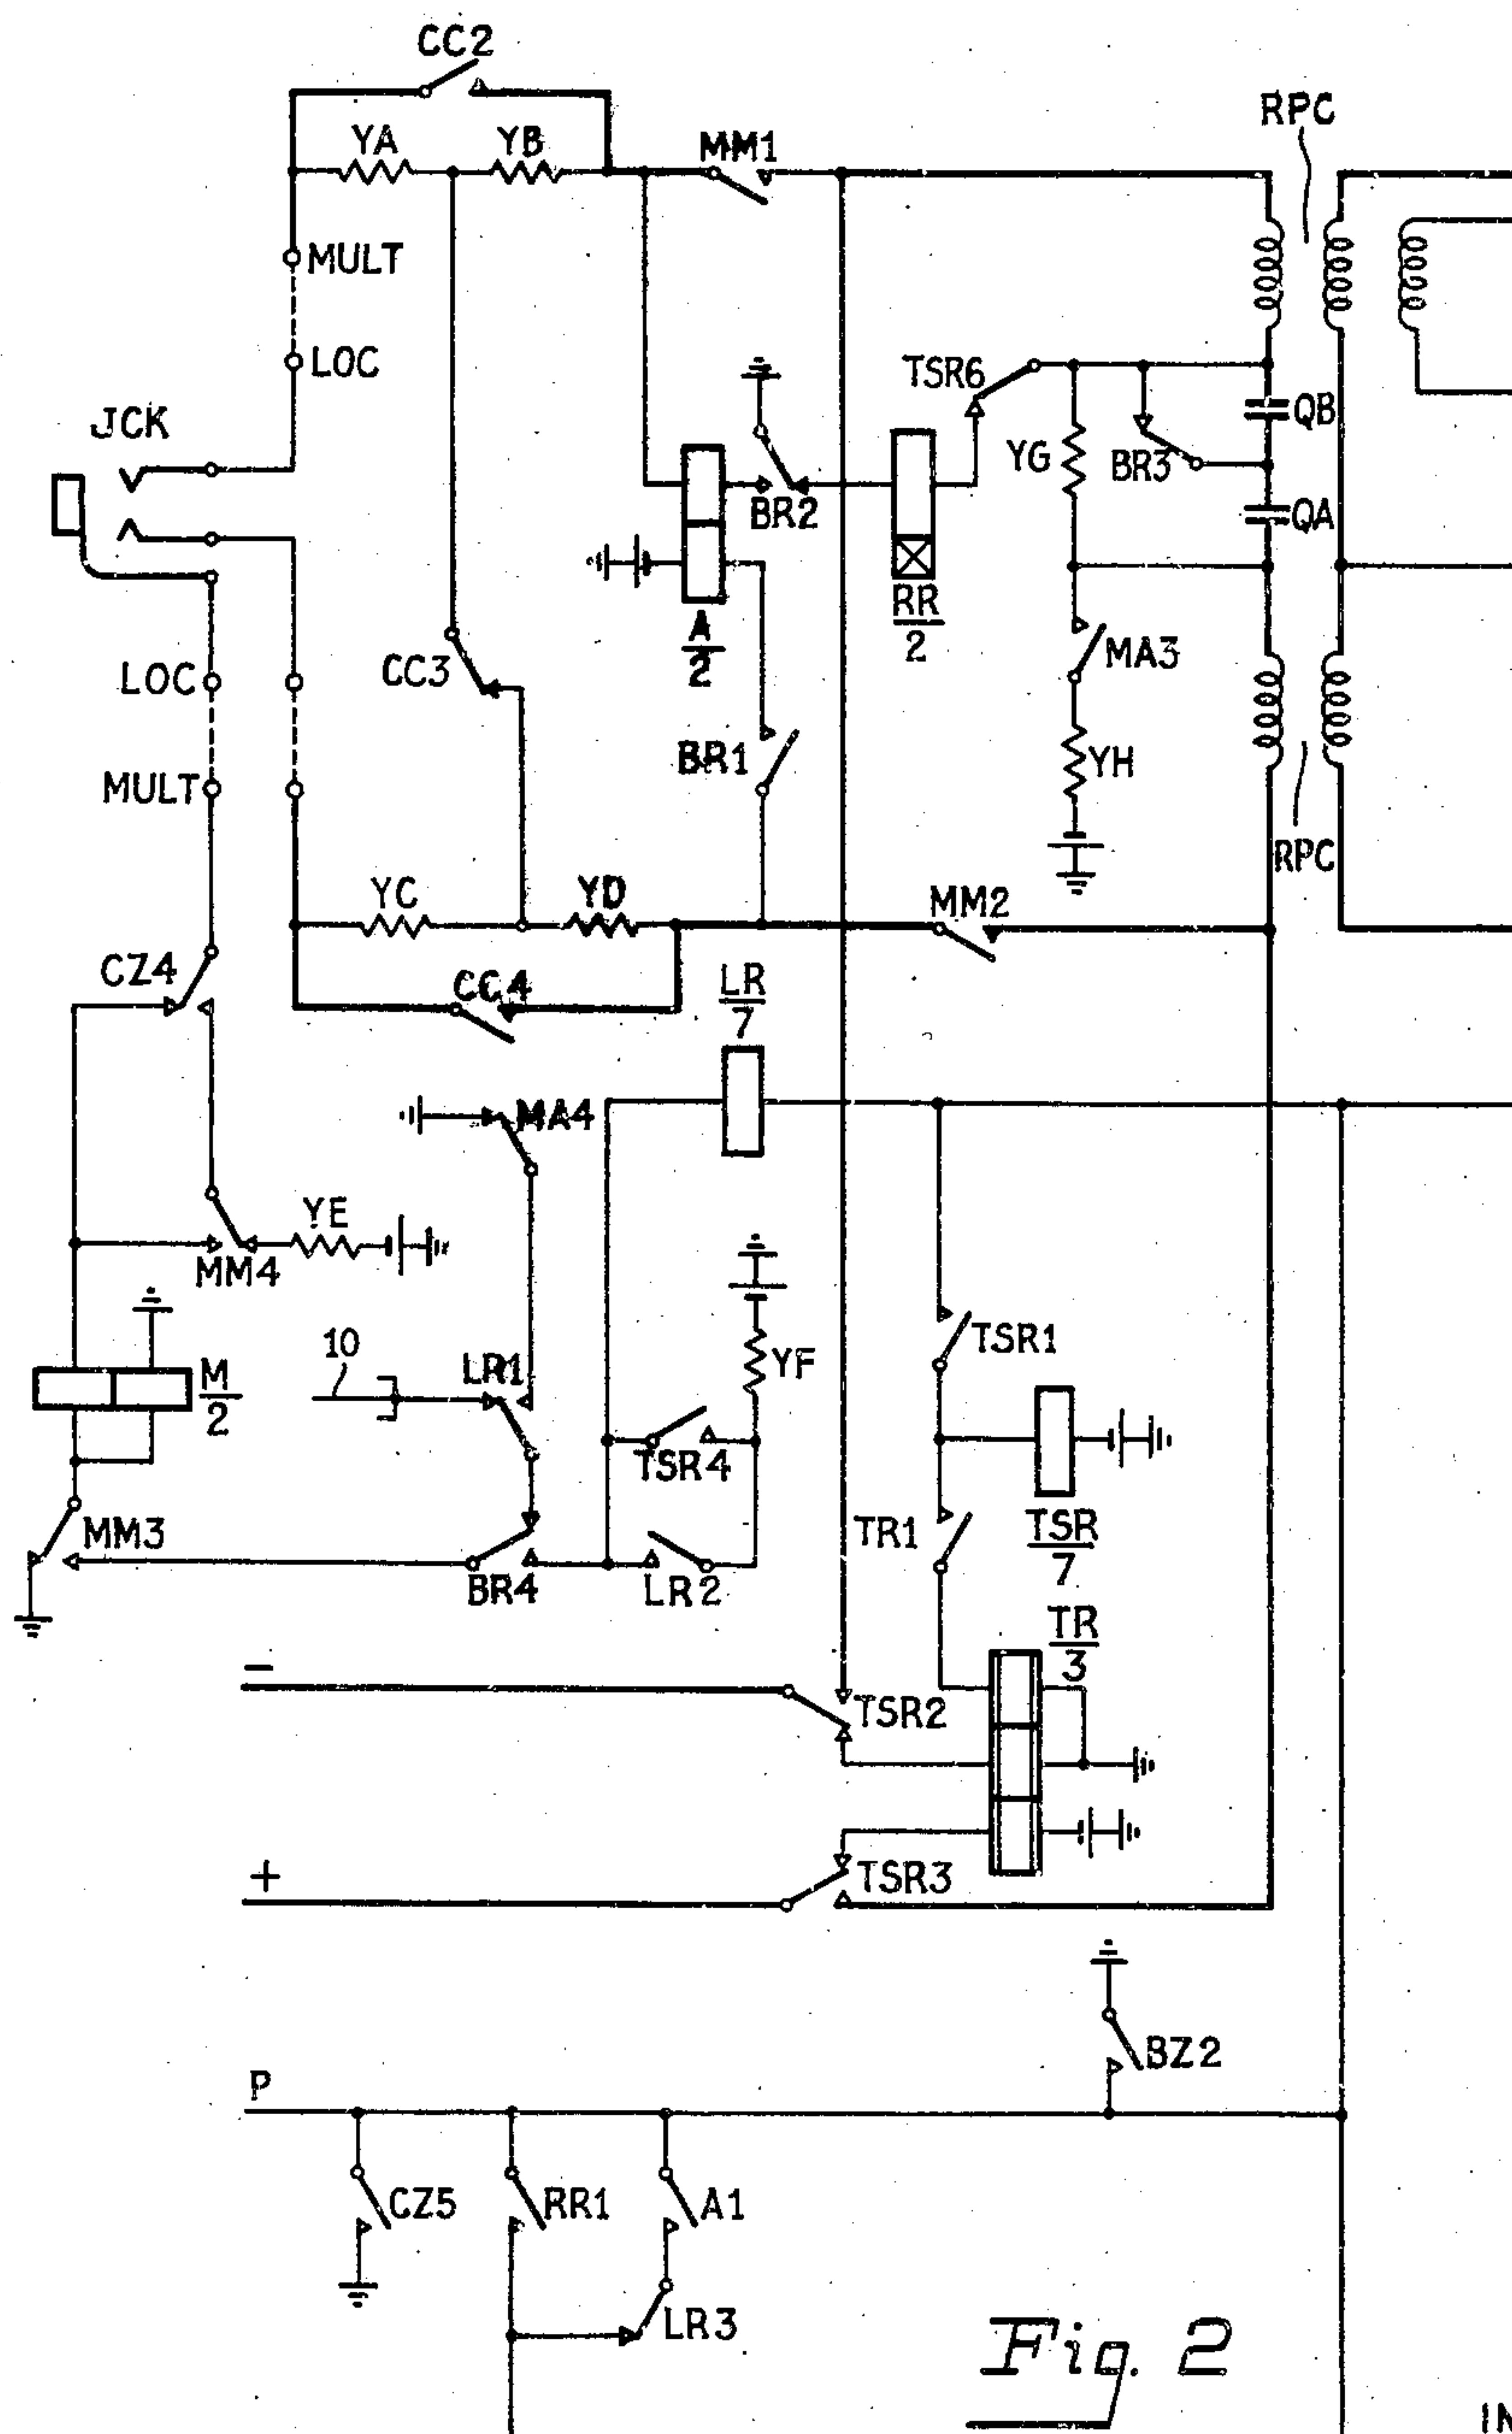 CC2
RPC
YA
YB
MM1
MULT
LOC
TSR6
JCK
QB
YG
BR3
BR2
QA
RR
2
A
2
CC3
MA3
LOC
BR1
YH
MULT
RPC
YC
YD
MM2
CZ4
CC4
LR
7
MA4
YE
MM4
10
LR1
M
2
YF
TSR1
TSR4
MM3
TR1
TSR
7
BR4
LR2
TR
3
−
TSR2
+
TSR3
BZ2
P
CZ5
RR1
A1
LR3
Fig. 2